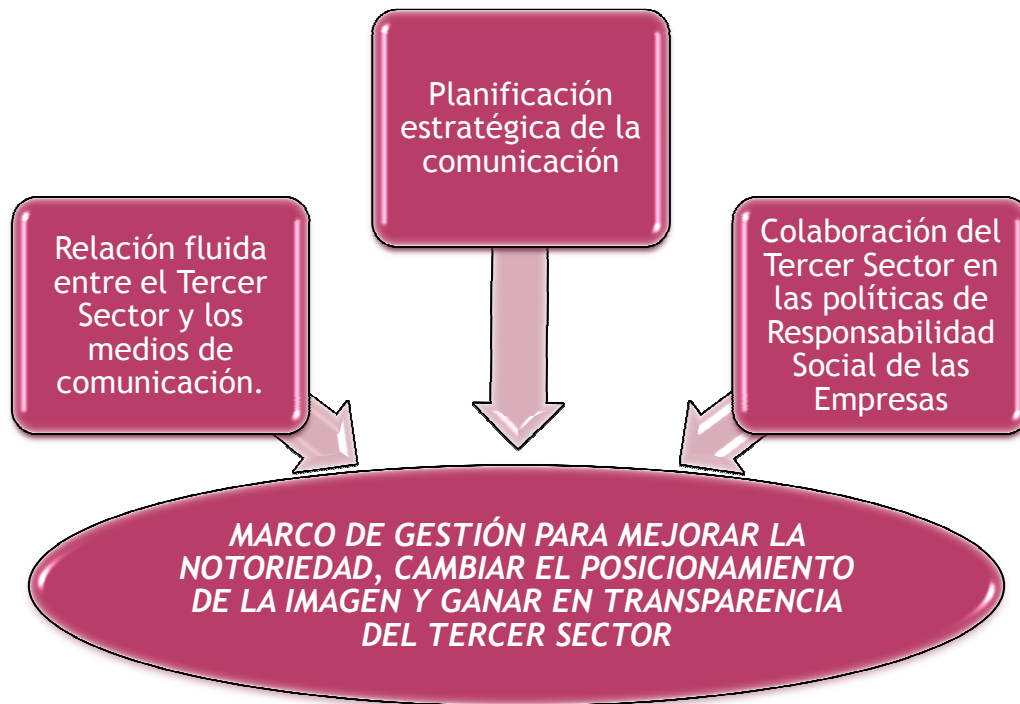 Planificación
estratégica de la
comunicación
Relación fluida
entre el Tercer
Sector y los
medios de
comunicación.
Colaboración del
Tercer Sector en
las políticas de
Responsabilidad
Social de las
Empresas
MARCO DE GESTIÓN PARA MEJORAR LA
NOTORIEDAD, CAMBIAR EL POSICIONAMIENTO
DE LA IMAGEN Y GANAR EN TRANSPARENCIA
DEL TERCER SECTOR